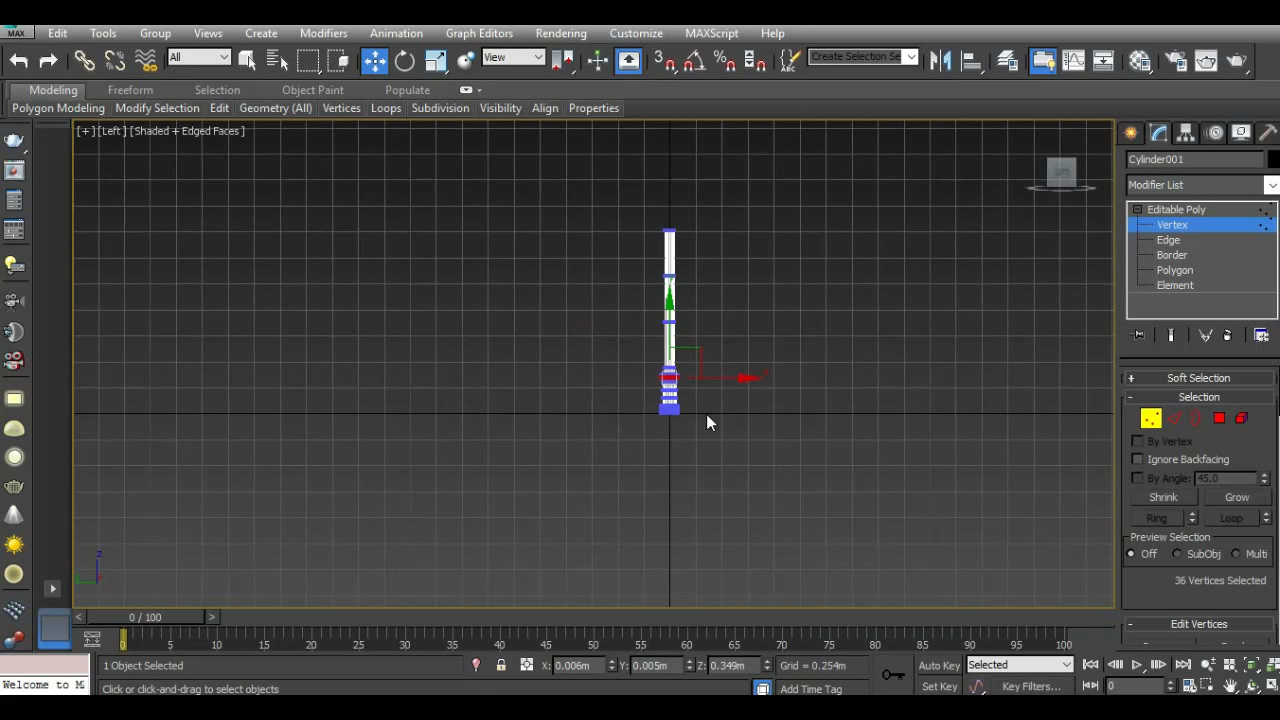 MAX Edit Tools Group Views Create Modifiers Animation Graph Editors Rendering Customize MAXScript Help
All View 3 Create Selection Se ABC
Modeling Freeform Selection Object Paint Populate
Polygon Modeling Modify Selection Edit Geometry (All) Vertices Loops Subdivision Visibility Align Properties
[ + ] [ Left ] [ Shaded + Edged Faces ]
Cylinder001
Modifier List
Editable Poly
Vertex
Edge
Border
Polygon
Element
Soft Selection
Selection
By Vertex
Ignore Backfacing
By Angle: 45.0
Shrink Grow
Ring Loop
Preview Selection
Off SubObj Multi
36 Vertices Selected
Edit Vertices
z
< 0 / 100 >
0 5 10 15 20 25 30 35 40 45 50 55 60 65 70 75 80 85 90 95 100
1 Object Selected X: 0.006m Y: 0.005m Z: 0.349m Grid = 0.254m Auto Key Selected
Welcome to M Click or click-and-drag to select objects Add Time Tag Set Key Key Filters... 0